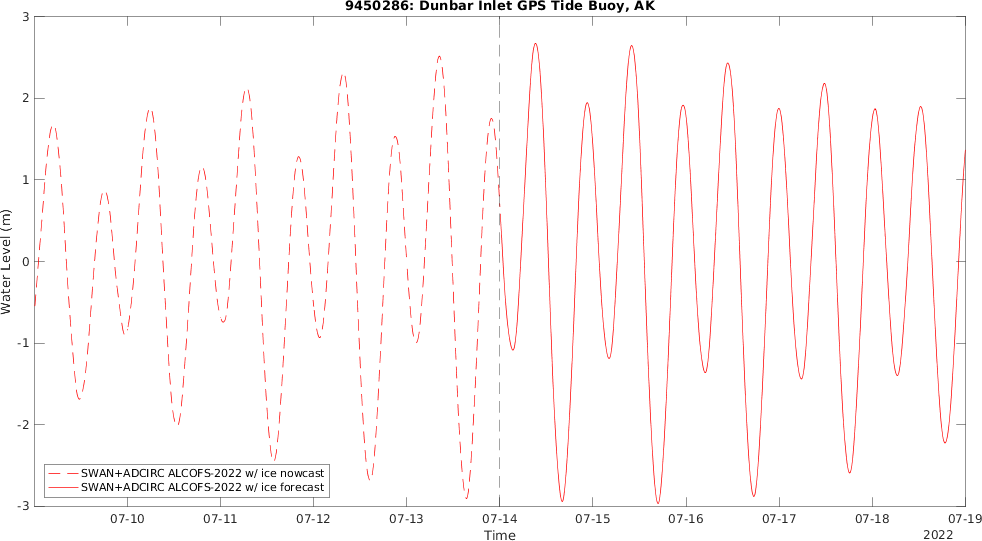 9450286: Dunbar Inlet GPS Tide Buoy, AK
3
2
1
0
-1
-2
-3
Water Level (m)
SWAN+ADCIRC ALCOFS-2022 w/ ice nowcast
SWAN+ADCIRC ALCOFS-2022 w/ ice forecast
07-10 07-11 07-12 07-13 07-14 07-15 07-16 07-17 07-18 07-19
Time
2022